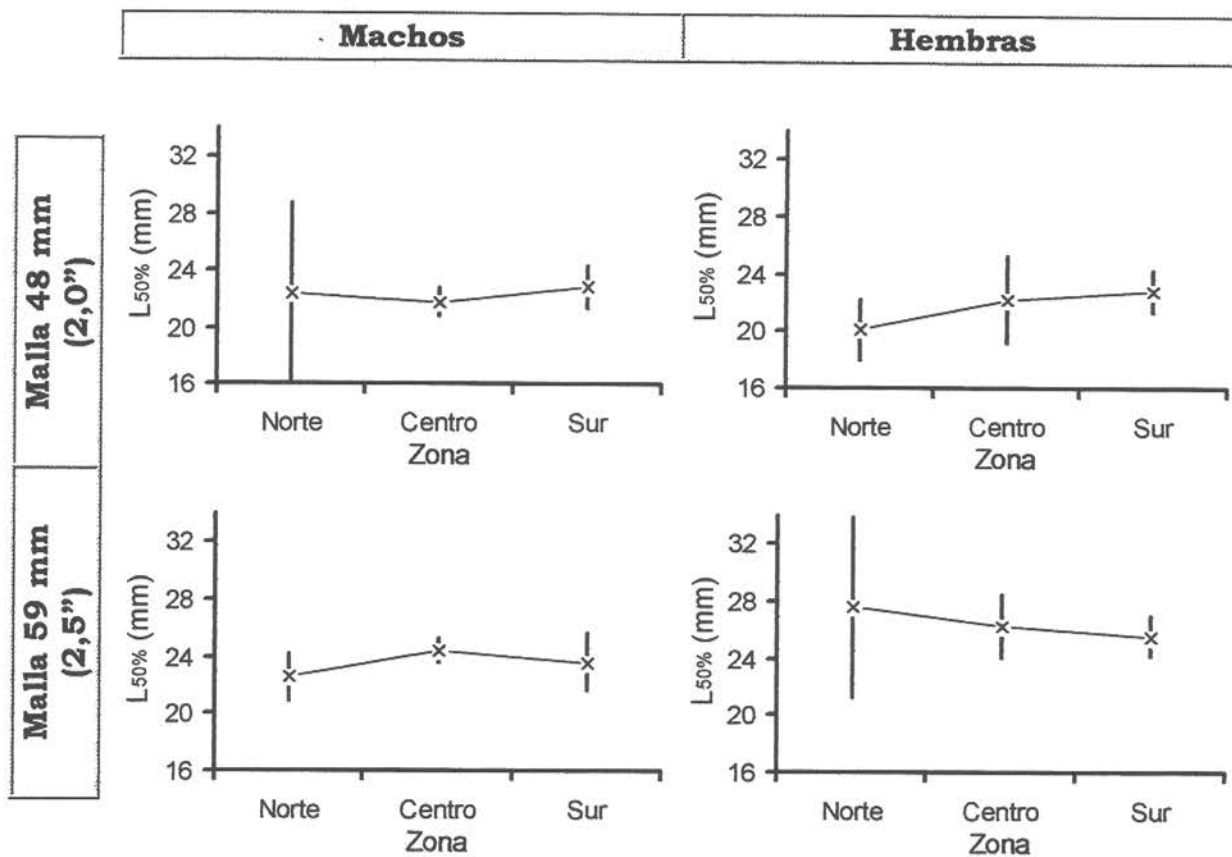 Machos
Hembras
Malla 48 mm
(2,0”)
L50% (mm)
32
28
24
20
16
Norte Centro Sur
Zona
L50% (mm)
32
28
24
20
16
Norte Centro Sur
Zona
Malla 59 mm
(2,5”)
L50% (mm)
32
28
24
20
16
Norte Centro Sur
Zona
L50% (mm)
32
28
24
20
16
Norte Centro Sur
Zona